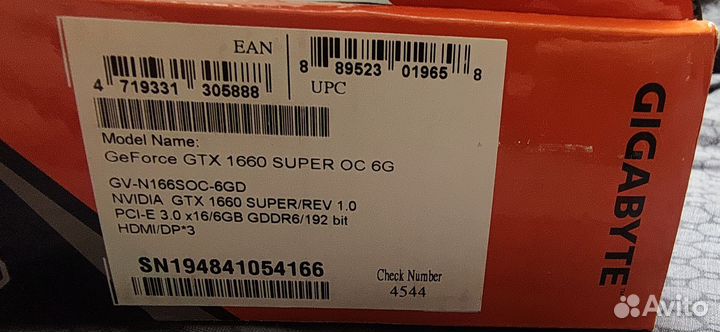 EAN
4 719331 305888
8 89523 01965 8
UPC
Model Name:
GeForce GTX 1660 SUPER OC 6G
GV-N166SOC-6GD
NVIDIA GTX 1660 SUPER/REV 1.0
PCI-E 3.0 x16/6GB GDDR6/192 bit
HDMI/DP*3
SN194841054166
Check Number
4544
GIGABYTE
Avito